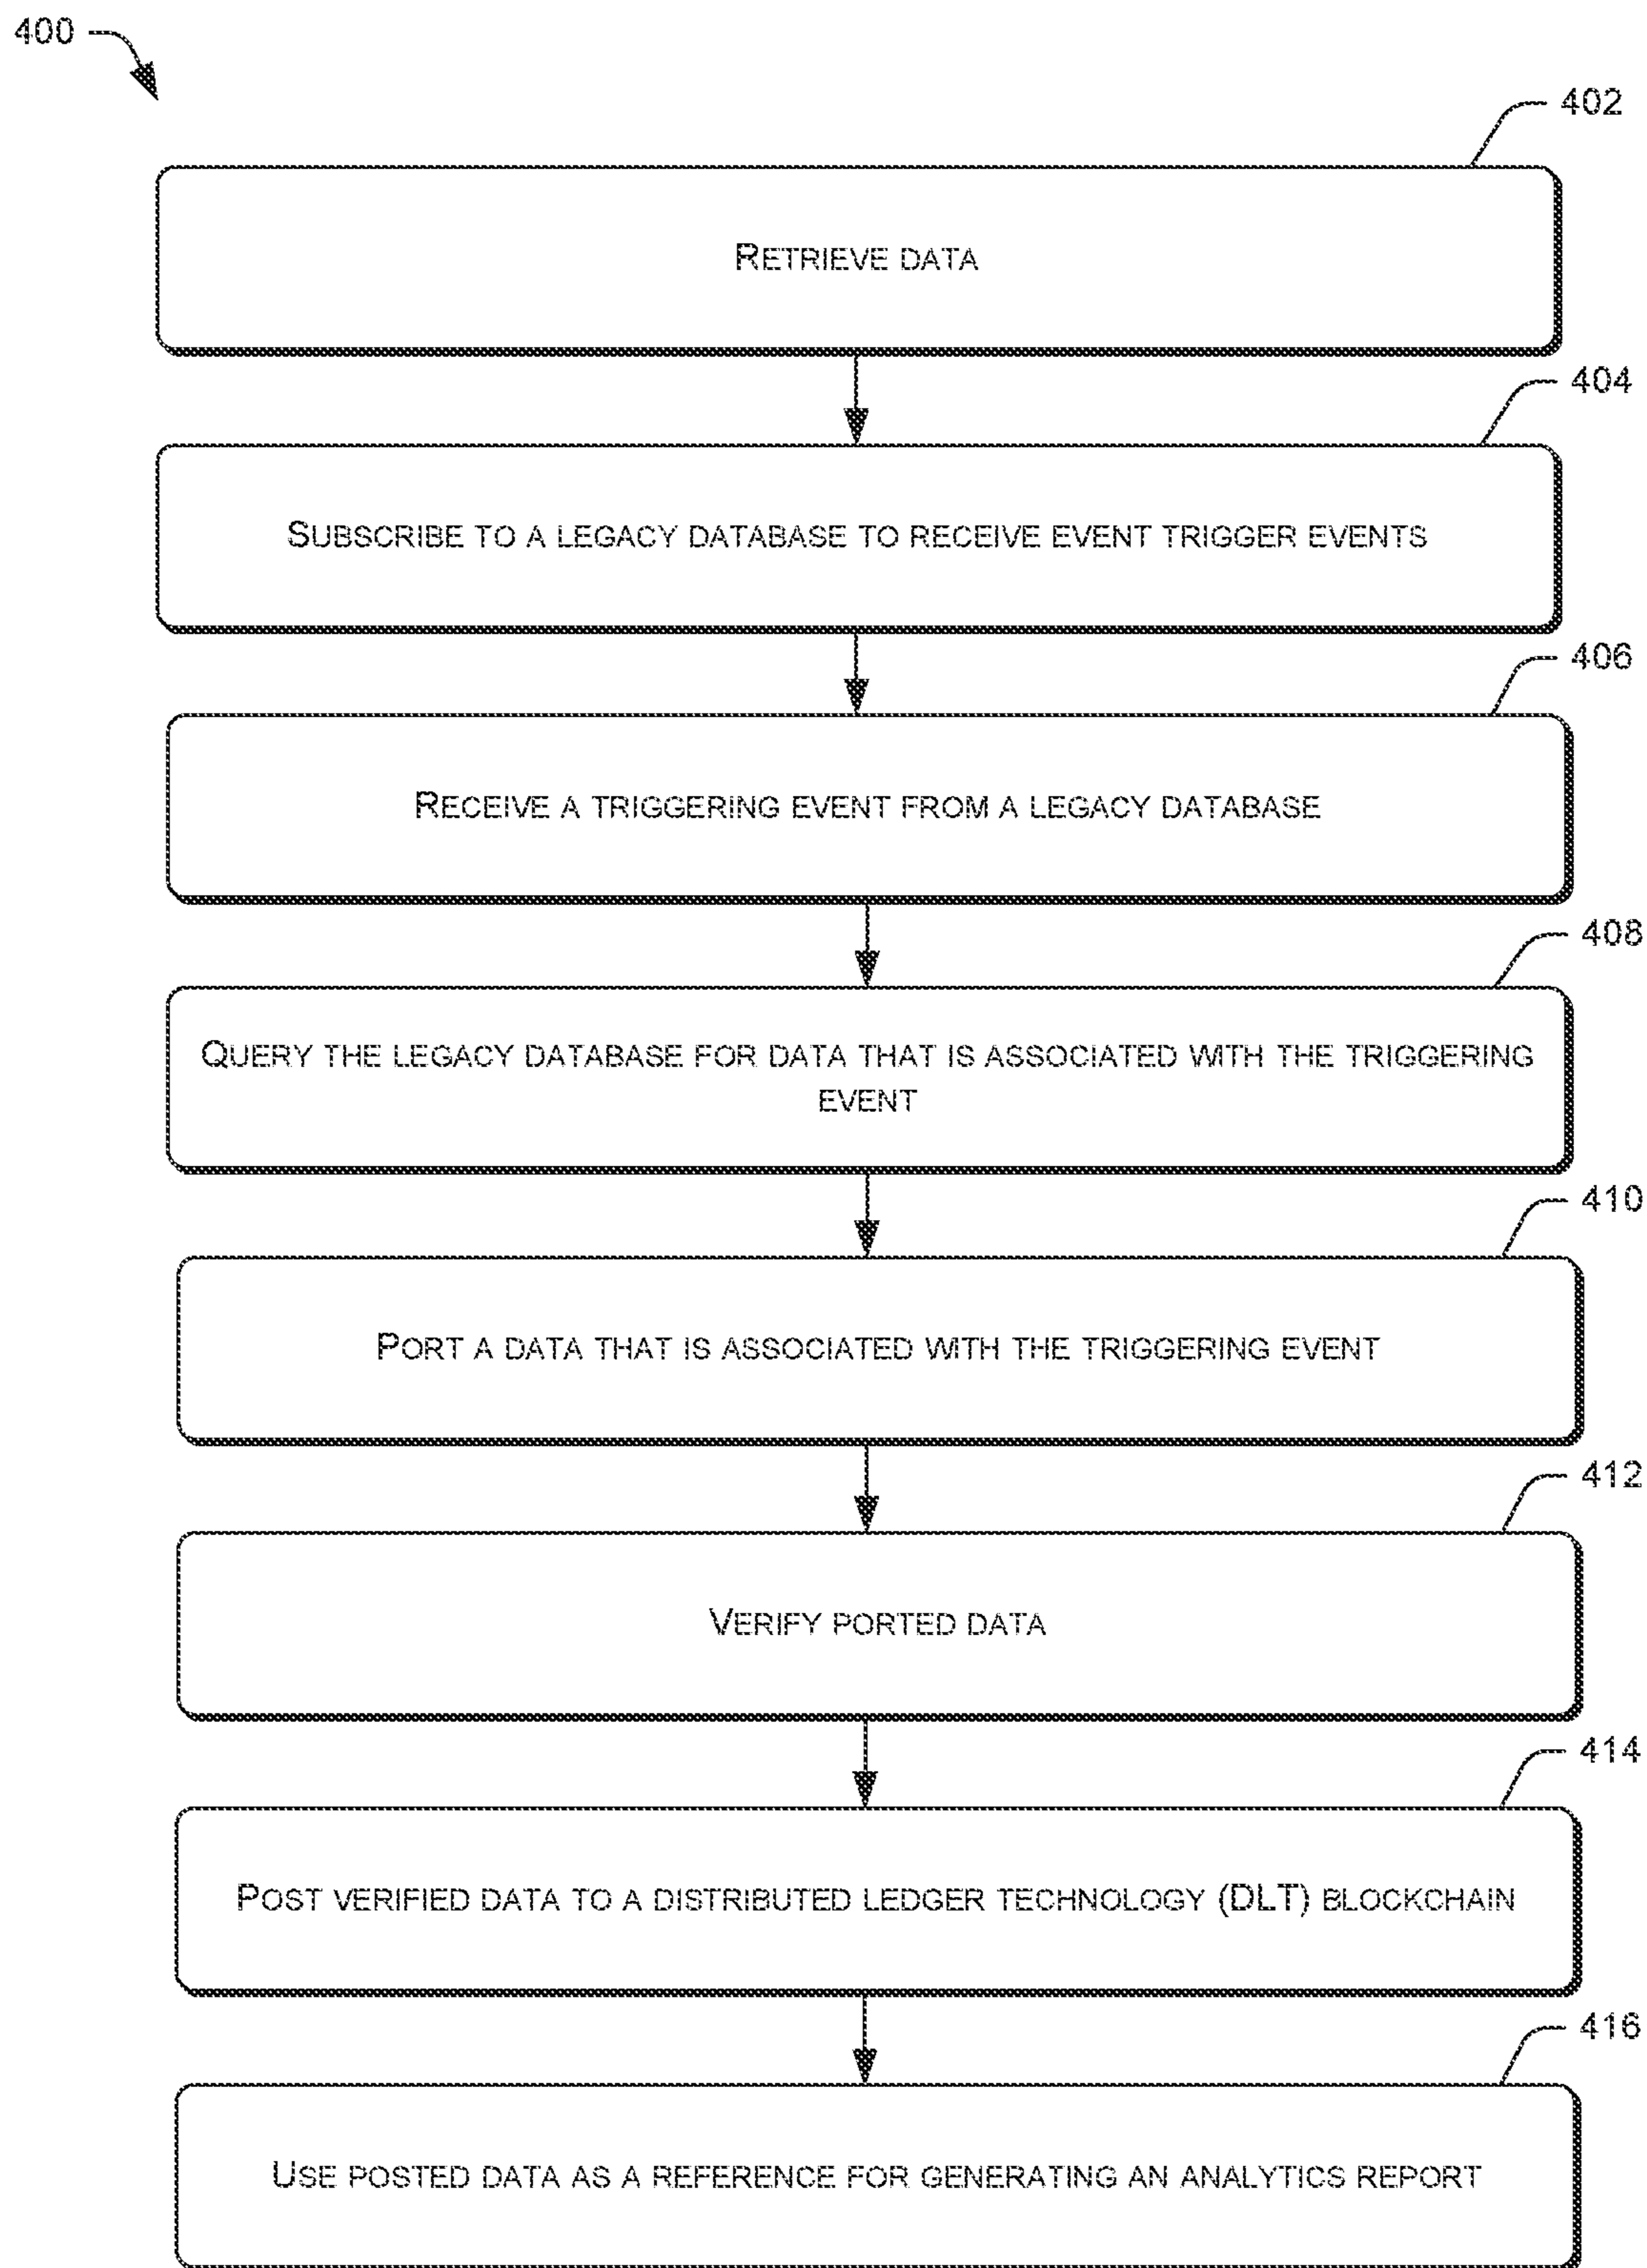 400
402
RETRIEVE DATA
404
SUBSCRIBE TO A LEGACY DATABASE TO RECEIVE EVENT TRIGGER EVENTS
406
RECEIVE A TRIGGERING EVENT FROM A LEGACY DATABASE
408
QUERY THE LEGACY DATABASE FOR DATA THAT IS ASSOCIATED WITH THE TRIGGERING
EVENT
410
PORT A DATA THAT IS ASSOCIATED WITH THE TRIGGERING EVENT
412
VERIFY PORTED DATA
414
POST VERIFIED DATA TO A DISTRIBUTED LEDGER TECHNOLOGY (DLT) BLOCKCHAIN
416
USE POSTED DATA AS A REFERENCE FOR GENERATING AN ANALYTICS REPORT